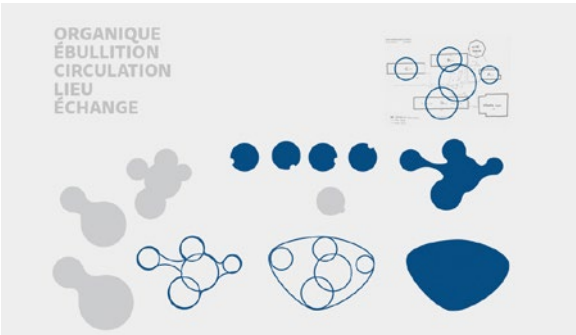 ORGANIQUE
ÉBULLITION
CIRCULATION
LIEU
ÉCHANGE